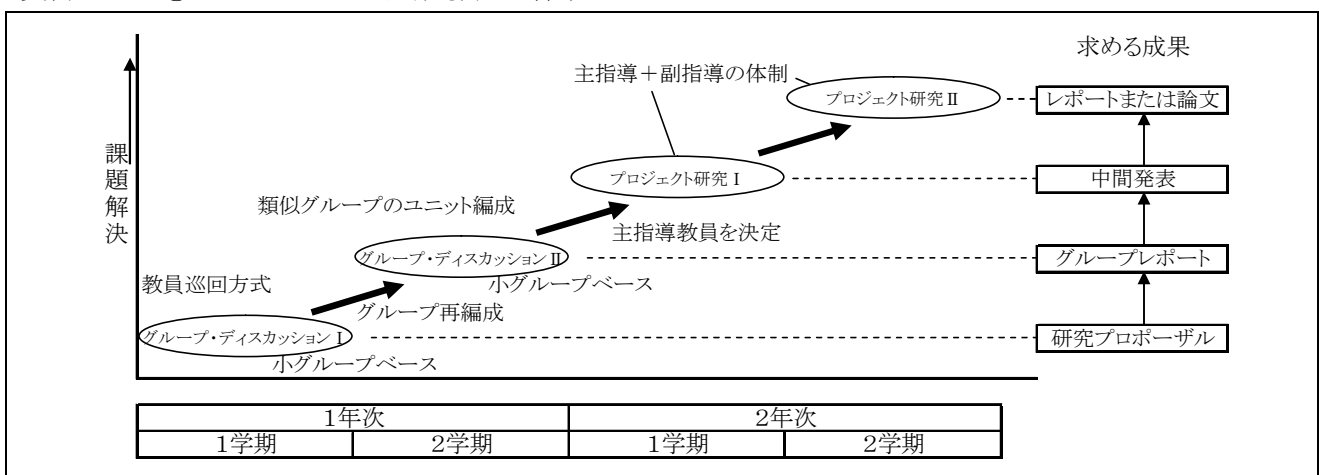 求める成果
主指導+副指導の体制
プロジェクト研究Ⅱ
レポートまたは論文
課題解決
プロジェクト研究Ⅰ
中間発表
類似グループのユニット編成
主指導教員を決定
グループ・ディスカッションⅡ
グループレポート
小グループベース
教員巡回方式
グループ再編成
グループ・ディスカッションⅠ
研究プロポーザル
小グループベース
1年次 2年次
1学期 2学期 1学期 2学期